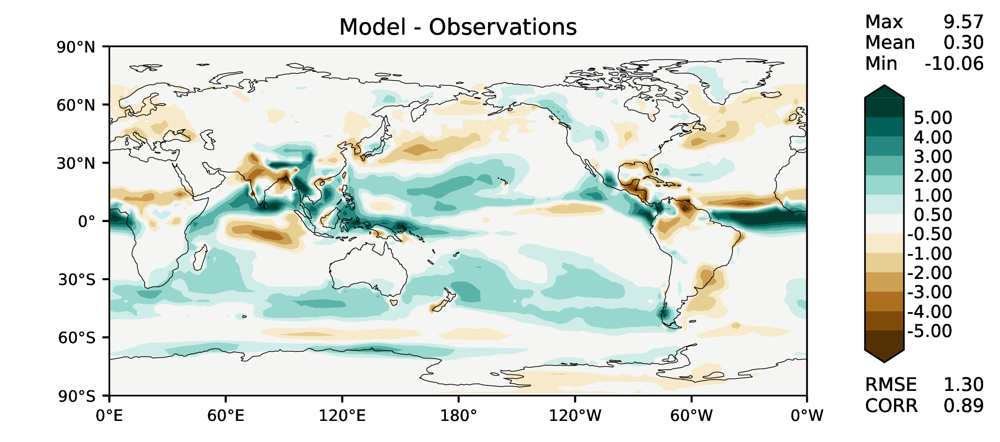 Model - Observations
Max 9.57
Mean 0.30
Min -10.06
90°N
60°N
30°N
0°
30°S
60°S
90°S
0°E 60°E 120°E 180° 120°W 60°W 0°W
5.00
4.00
3.00
2.00
1.00
0.50
-0.50
-1.00
-2.00
-3.00
-4.00
-5.00
RMSE 1.30
CORR 0.89